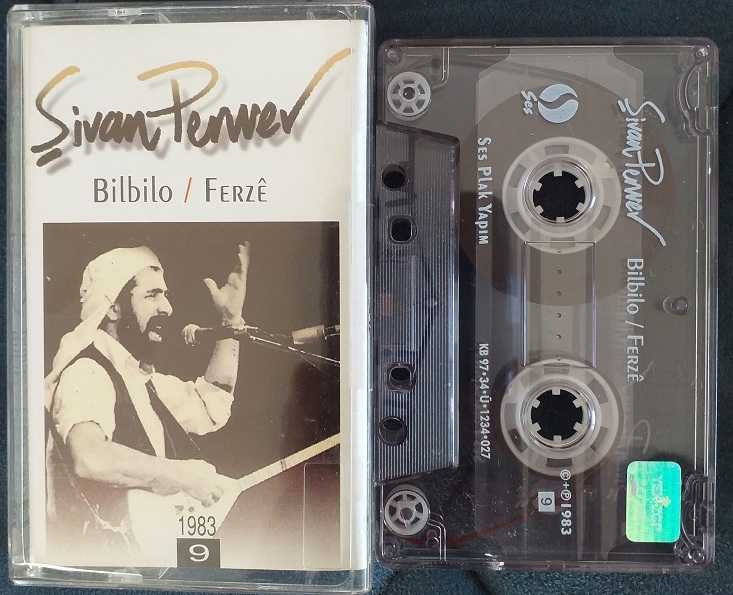 Şivan Perwer
Bilbilo / FERZÊ
1983
9
Ses
SES PLAK YAPIM
Şivan Perwer
Bilbilo / FERZÊ
KB 97•34•Ü•1234•027
©+℗1983
9